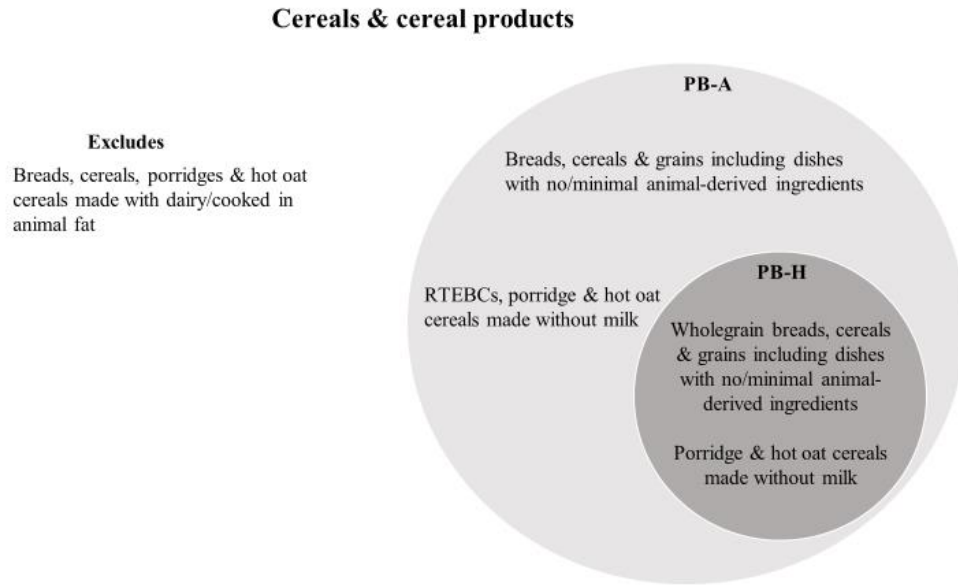 Cereals & cereal products
Excludes
Breads, cereals, porridges & hot oat
cereals made with dairy/cooked in
animal fat
PB-A
Breads, cereals & grains including dishes
with no/minimal animal-derived ingredients
RTEBCs, porridge & hot oat
cereals made without milk
PB-H
Wholegrain breads, cereals
& grains including dishes
with no/minimal animal-
derived ingredients
Porridge & hot oat cereals
made without milk